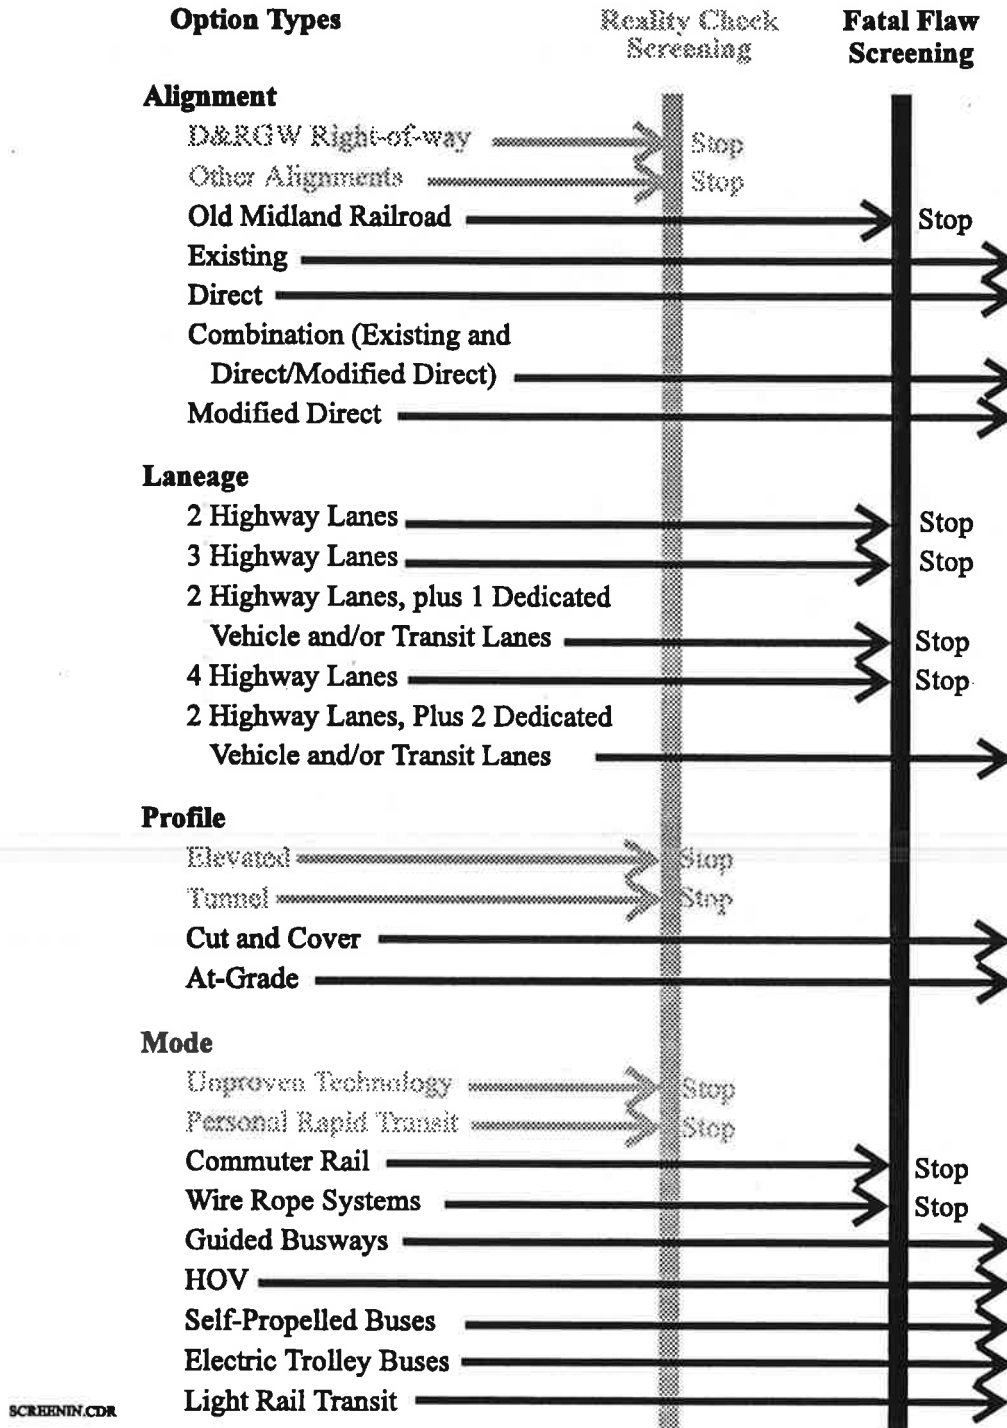 Option Types Reality Check Fatal Flaw
Screening Screening
Alignment
D&RGW Right-of-way Stop
Other Alignments Stop
Old Midland Railroad Stop
Existing
Direct
Combination (Existing and
Direct/Modified Direct)
Modified Direct
Laneage
2 Highway Lanes Stop
3 Highway Lanes Stop
2 Highway Lanes, plus 1 Dedicated
Vehicle and/or Transit Lanes Stop
4 Highway Lanes Stop
2 Highway Lanes, Plus 2 Dedicated
Vehicle and/or Transit Lanes
Profile
Elevated Stop
Tunnel Stop
Cut and Cover
At-Grade
Mode
Unproven Technology Stop
Personal Rapid Transit Stop
Commuter Rail Stop
Wire Rope Systems Stop
Guided Busways
HOV
Self-Propelled Buses
Electric Trolley Buses
Light Rail Transit
SCREENIN.CDR